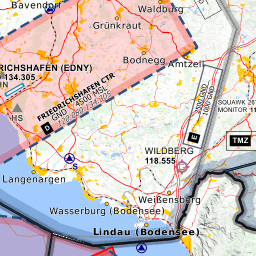 Bavendorf
Waldburg
Grünkraut
Bodnegg
Amtzell
RICHSHAFEN (EDNY)
134.305
FRIEDRICHSHAFEN CTR
GND - 4500 MSL
D
HS
E
SQUAWK 26
MONITOR 11
TMZ
WILDBERG
118.555
S
Langenargen
Weißensberg
Wasserburg (Bodensee)
Lindau (Bodensee)